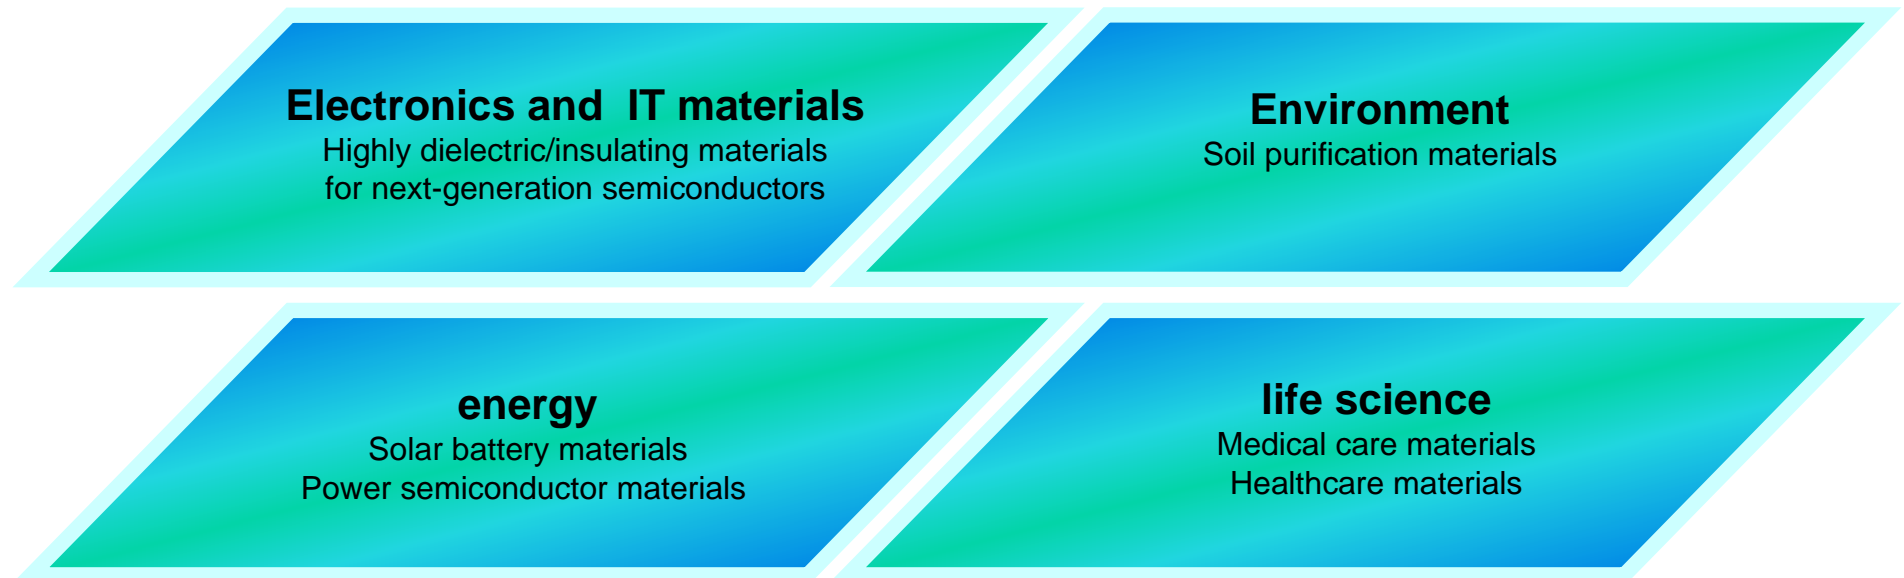 Electronics and  IT materials
Highly dielectric/insulating materials
for next-generation semiconductors
Environment
Soil purification materials
energy
Solar battery materials
Power semiconductor materials
life science
Medical care materials
Healthcare materials